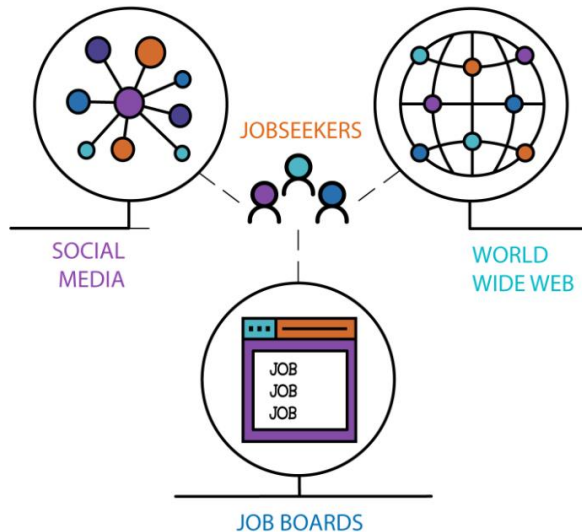 JOBSEEKERS
SOCIAL
MEDIA
WORLD
WIDE WEB
JOB
JOB
JOB
JOB BOARDS